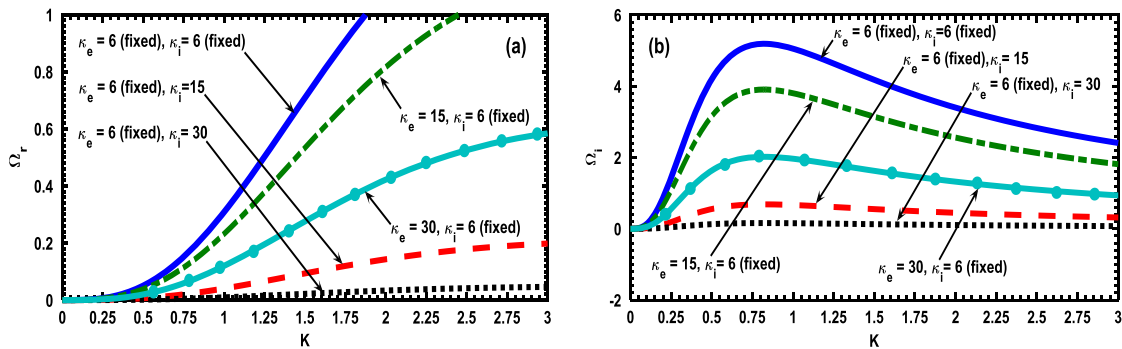 (a)
κe = 6 (fixed), κi = 6 (fixed)
κe = 6 (fixed), κi=15
κe = 6 (fixed), κi= 30
κe = 15, κi = 6 (fixed)
κe = 30, κi = 6 (fixed)
Ωr
1
0.8
0.6
0.4
0.2
0
0 0.25 0.5 0.75 1 1.25 1.5 1.75 2 2.25 2.5 2.75 3
K
(b)
κe = 6 (fixed), κi=6 (fixed)
κe = 6 (fixed),κi= 15
κe = 6 (fixed), κi= 30
κe = 15, κi= 6 (fixed)
κe = 30, κi= 6 (fixed)
Ωi
6
4
2
0
-2
0 0.25 0.5 0.75 1 1.25 1.5 1.75 2 2.25 2.5 2.75 3
K